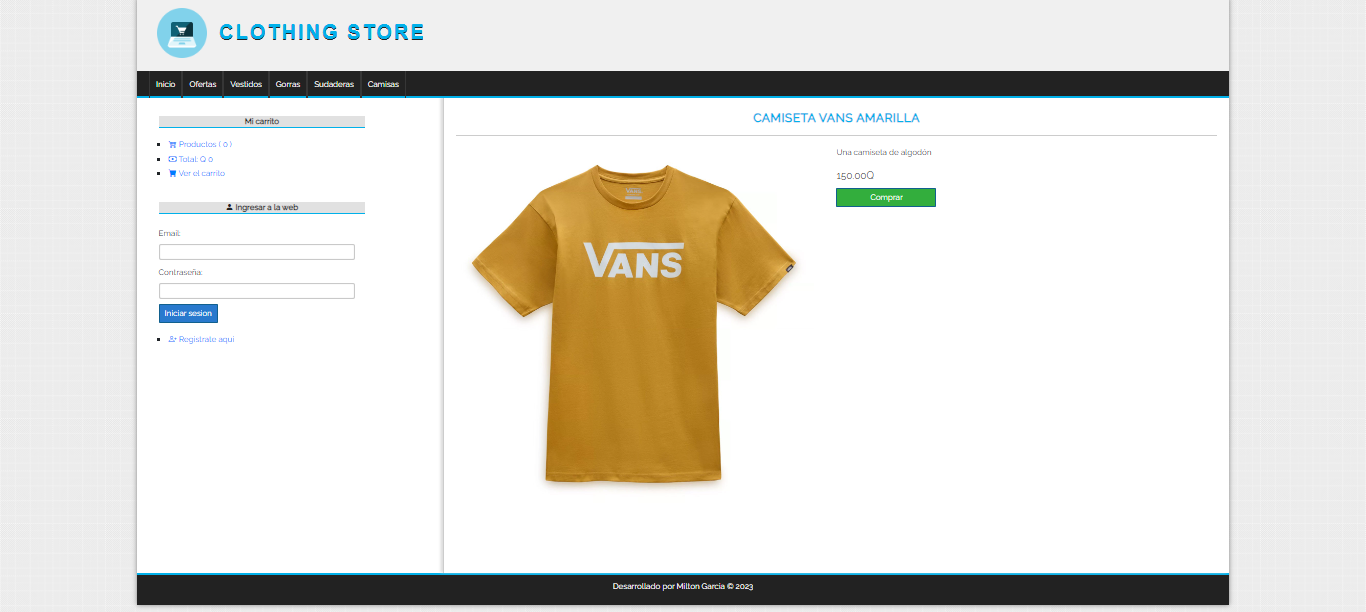 CLOTHING STORE
Inicio Ofertas Vestidos Gorras Sudaderas Camisas
Mi carrito
Productos ( 0 )
Total: Q 0
Ver el carrito
Ingresar a la web
Email:
Contraseña:
Iniciar sesion
Registrate aqui
CAMISETA VANS AMARILLA
VANS
VANS
Una camiseta de algodón
150.00Q
Comprar
Desarrollado por Milton García © 2023